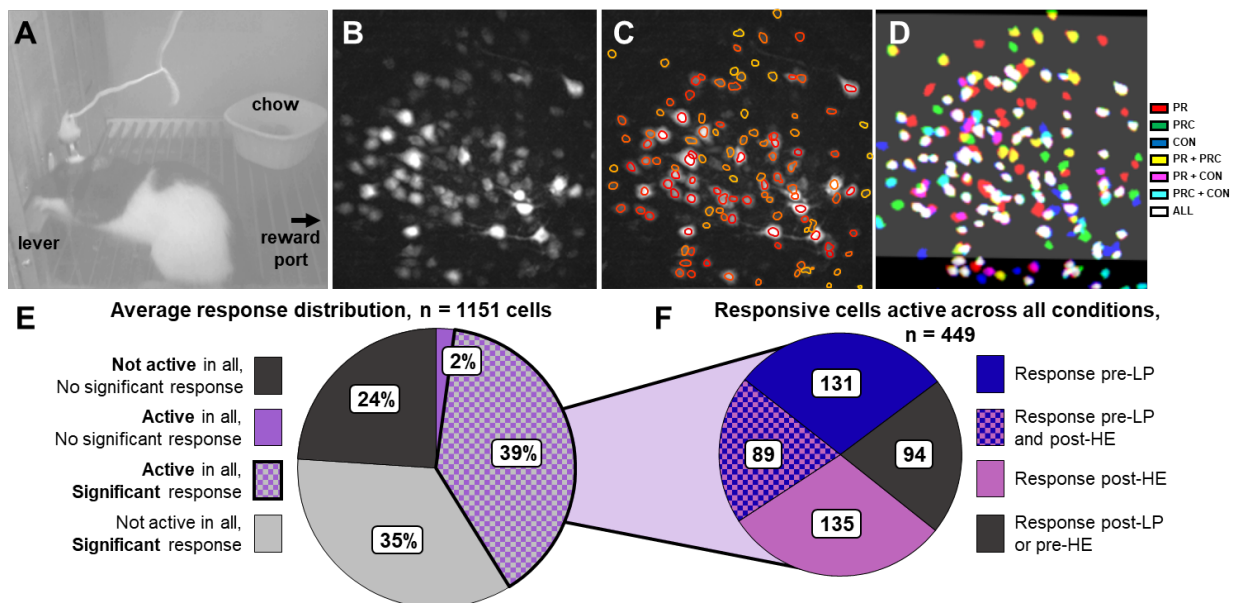 A
chow
lever
reward
port
B
C
D
PR
PRC
CON
PR + PRC
PR + CON
PRC + CON
ALL
E
Average response distribution, n = 1151 cells
Not active in all,
No significant response
Active in all,
No significant response
Active in all,
Significant response
Not active in all,
Significant response
2%
24%
39%
35%
F
Responsive cells active across all conditions,
n = 449
131
89
94
135
Response pre-LP
Response pre-LP
and post-HE
Response post-HE
Response post-LP
or pre-HE